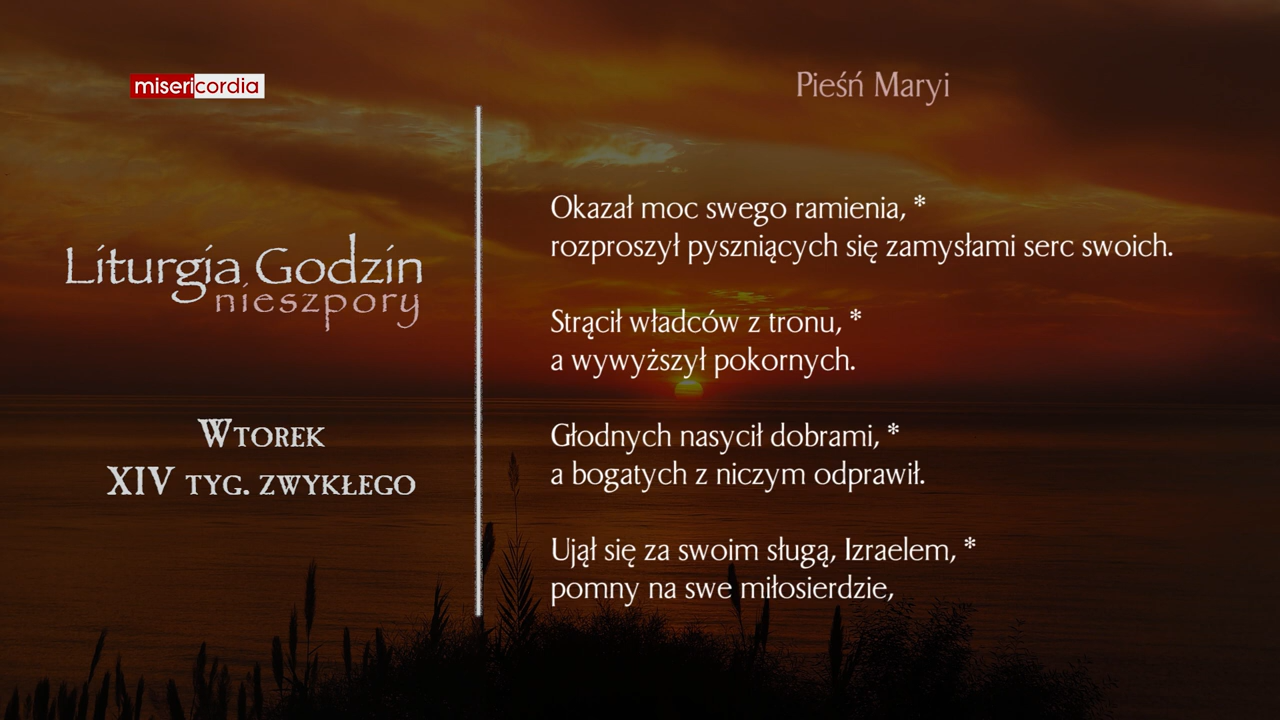 misericordia
Liturgia Godzin
nieszpory
Wtorek
XIV tyg. zwykłego
Pieśń Maryi
Okazał moc swego ramienia, *
rozproszył pyszniących się zamysłami serc swoich.
Strącił władców z tronu, *
a wywyższył pokornych.
Głodnych nasycił dobrami, *
a bogatych z niczym odprawił.
Ujął się za swoim sługą, Izraelem, *
pomny na swe miłosierdzie,